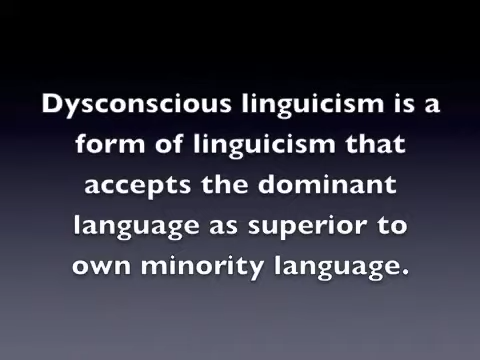 Dysconscious linguicism is a
form of linguicism that
accepts the dominant
language as superior to
own minority language.